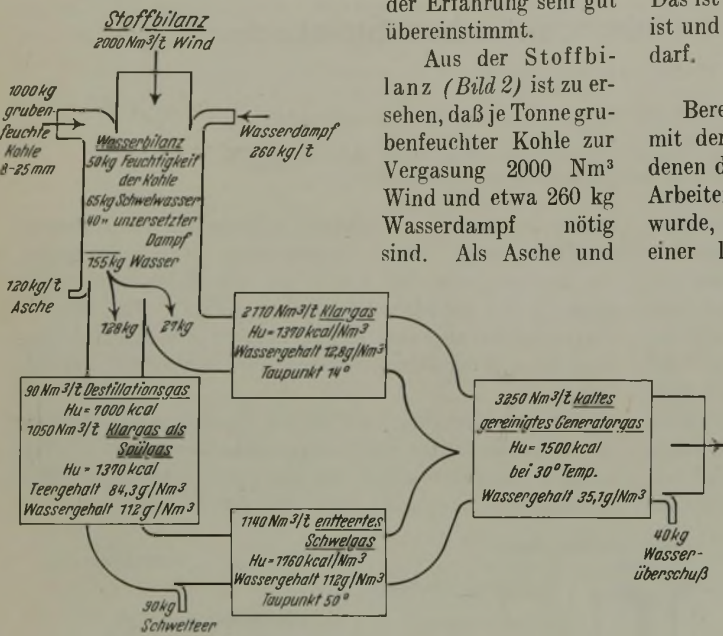 Stoffbilanz
2000 Nm³/t Wind
1000 kg
gruben-
feuchte
Kohle
8-25 mm
Wasserbilanz
50 kg Feuchtigkeit
der Kohle
65 kg Schwelwasser
40 " unzersetzter
Dampf
155 kg Wasser
128 kg
27 kg
Wasserdampf
260 kg/t
120 kg/t
Asche
2110 Nm³/t Klargas
Hu = 1370 kcal/Nm³
Wassergehalt 12,8 g/Nm³
Taupunkt 14°
90 Nm³/t Destillationsgas
Hu = 7000 kcal
1050 Nm³/t Klargas als
Spülgas
Hu = 1370 kcal
Teergehalt 84,3 g/Nm³
Wassergehalt 112 g/Nm³
1140 Nm³/t entteertes
Schwelgas
Hu = 1760 kcal/Nm³
Wassergehalt 112 g/Nm³
Taupunkt 50°
90 kg
Schwelteer
3250 Nm³/t kaltes
gereinigtes Generatorgas
Hu = 1500 kcal
bei 30° Temp.
Wassergehalt 35,1 g/Nm³
40 kg
Wasser-
überschuß
der Erfahrung sehr gut
übereinstimmt.
Aus der Stoffbi-
lanz (Bild 2) ist zu er-
sehen, daß je Tonne gru-
benfeuchter Kohle zur
Vergasung 2000 Nm³
Wind und etwa 260 kg
Wasserdampf nötig
sind. Als Asche und
Das ist
ist und
darf.
Bere
mit der
denen d
Arbeite
wurde,
einer